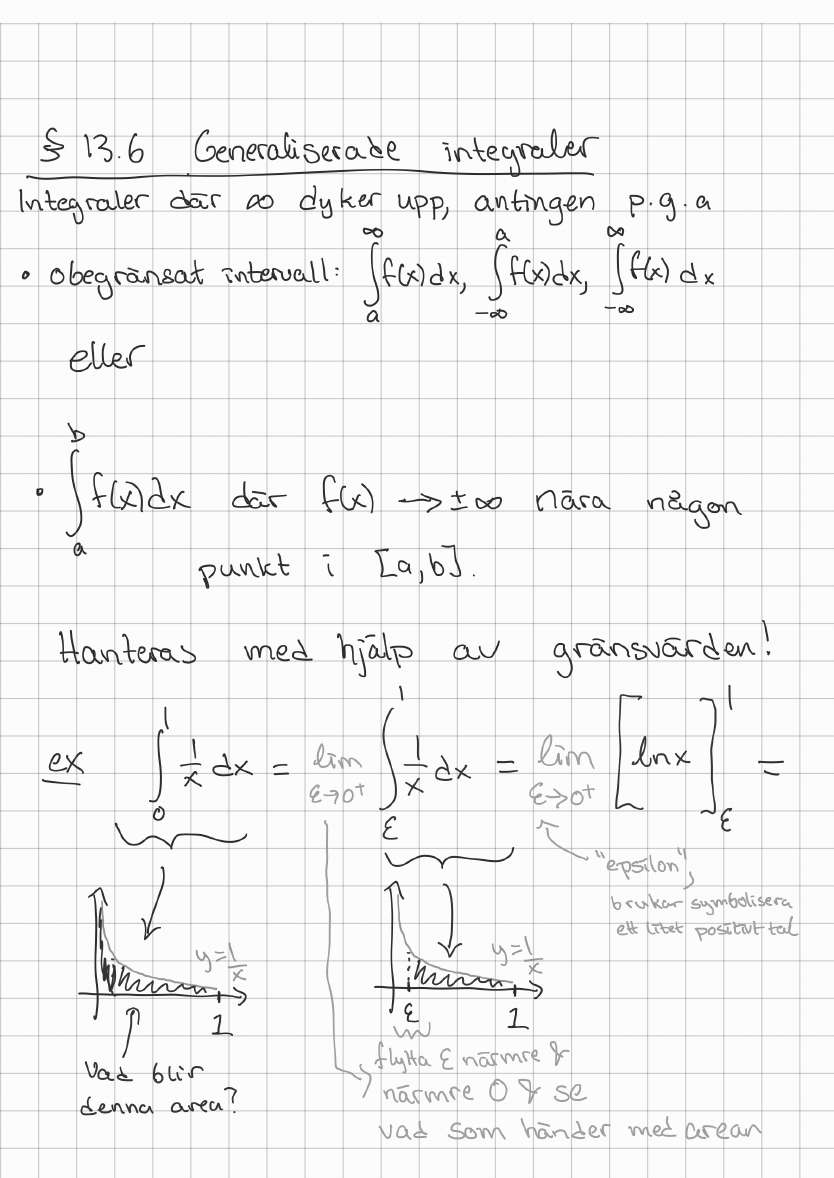 § 13.6 Generaliserade integraler
Integraler där ∞ dyker upp, antingen p.g.a
• obegränsat intervall: ∫_a^∞ f(x)dx, ∫_{-∞}^a f(x)dx, ∫_{-∞}^∞ f(x) dx
eller
• ∫_a^b f(x)dx där f(x) → ±∞ nära någon
punkt i [a,b].
Hanteras med hjälp av gränsvärden!
ex ∫_0^1 1/x dx = lim_{ε→0⁺} ∫_ε^1 1/x dx = lim_{ε→0⁺} [ln x]_ε^1 =
"epsilon",
brukar symbolisera
ett litet positivt tal
y=1/x
1
Vad blir
denna area?
y=1/x
ε 1
flytta ε närmre &
närmre 0 & se
vad som händer med arean